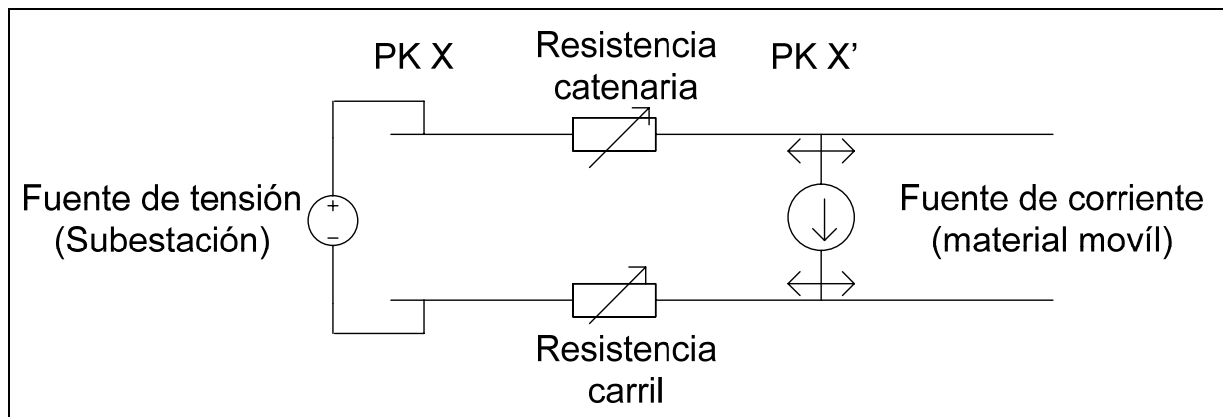 PK X
Resistencia
catenaria
PK X’
Fuente de tensión
(Subestación)
+
−
Fuente de corriente
(material movíl)
Resistencia
carril